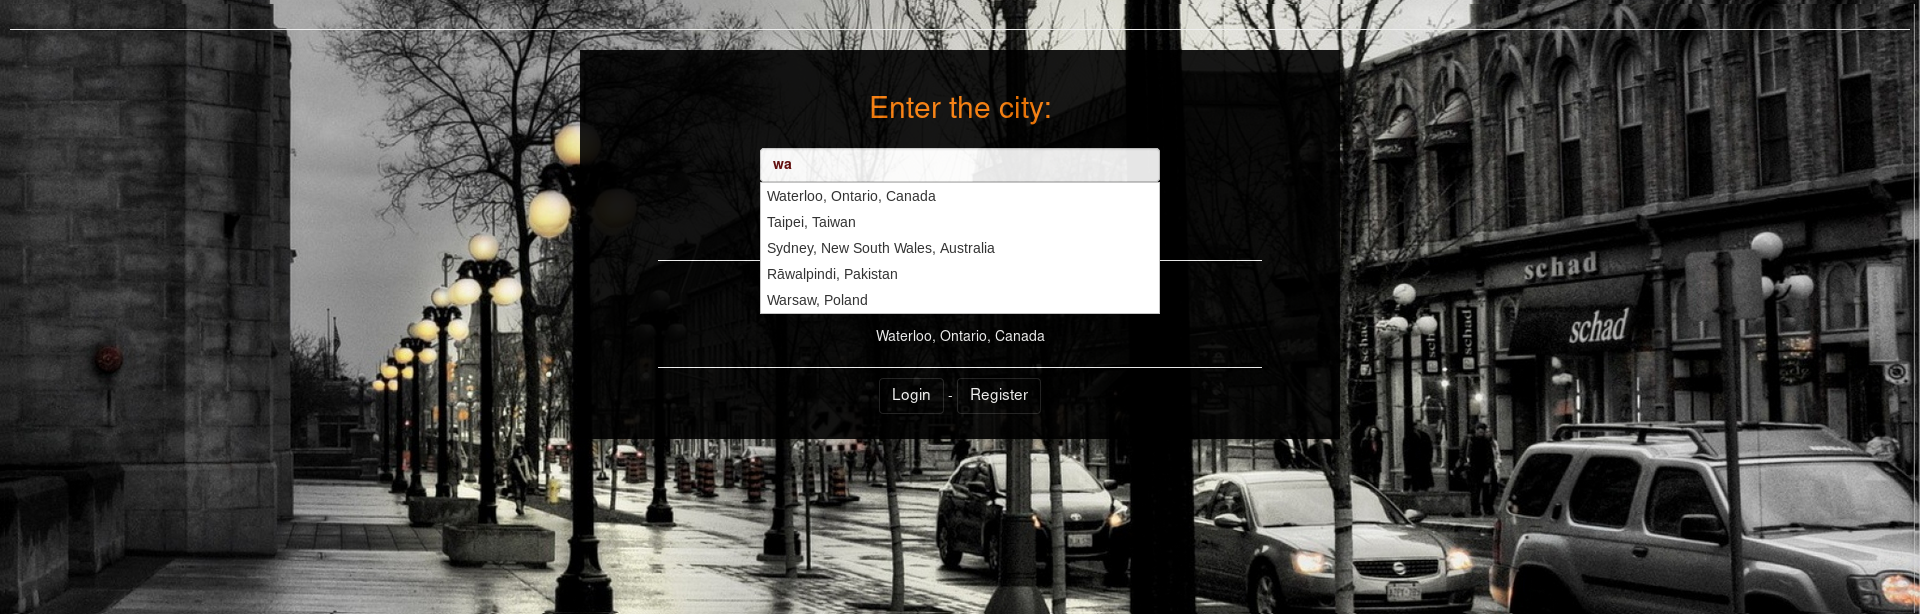 Enter the city:
wa
Waterloo, Ontario, Canada
Taipei, Taiwan
Sydney, New South Wales, Australia
Rāwalpindi, Pakistan
Warsaw, Poland
Waterloo, Ontario, Canada
Login - Register
schad
schad
schad
schad